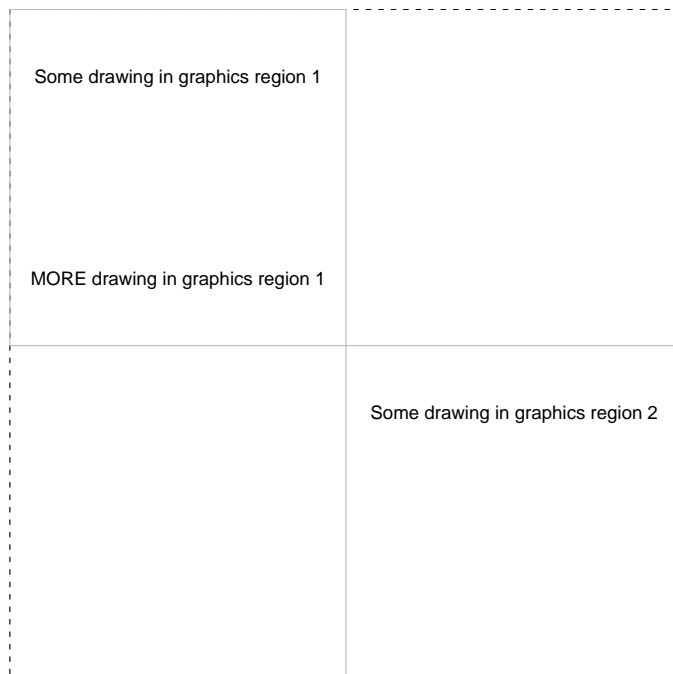 Some drawing in graphics region 1
MORE drawing in graphics region 1
Some drawing in graphics region 2